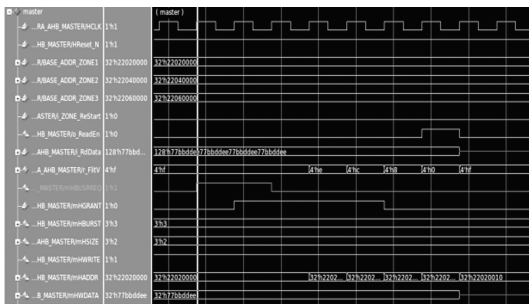 master ( master )
...RA_AHB_MASTER/HCLK 1'h1
...HB_MASTER/HReset_N 1'h1
...R/BASE_ADDR_ZONE1 32'h22020000 32'h22020000
...R/BASE_ADDR_ZONE2 32'h22040000 32'h22040000
...R/BASE_ADDR_ZONE3 32'h22060000 32'h22060000
...ASTER/i_ZONE_ReStart 1'h0
...HB_MASTER/o_ReadEn 1'h0
...AHB_MASTER/i_RdData 128'h77bbd... 128'h77bbddee77bbddee77bbddee77bbddee
...A_AHB_MASTER/r_FltV 4'hf 4'hf 4'he 4'hc 4'h8 4'h0 4'hf
..._MASTER/mHBUSREQ 1'h1
...HB_MASTER/mHGRANT 1'h0
...HB_MASTER/mHBURST 3'h3 3'h3
...AHB_MASTER/mHSIZE 3'h2 3'h2
...HB_MASTER/mHWRITE 1'h1
...HB_MASTER/mHADDR 32'h22020000 32'h22020000 32'h2202... 32'h2202... 32'h2202... 32'h2202... 32'h22020010
...B_MASTER/mHWDATA 32'h77bbddee 32'h77bbddee